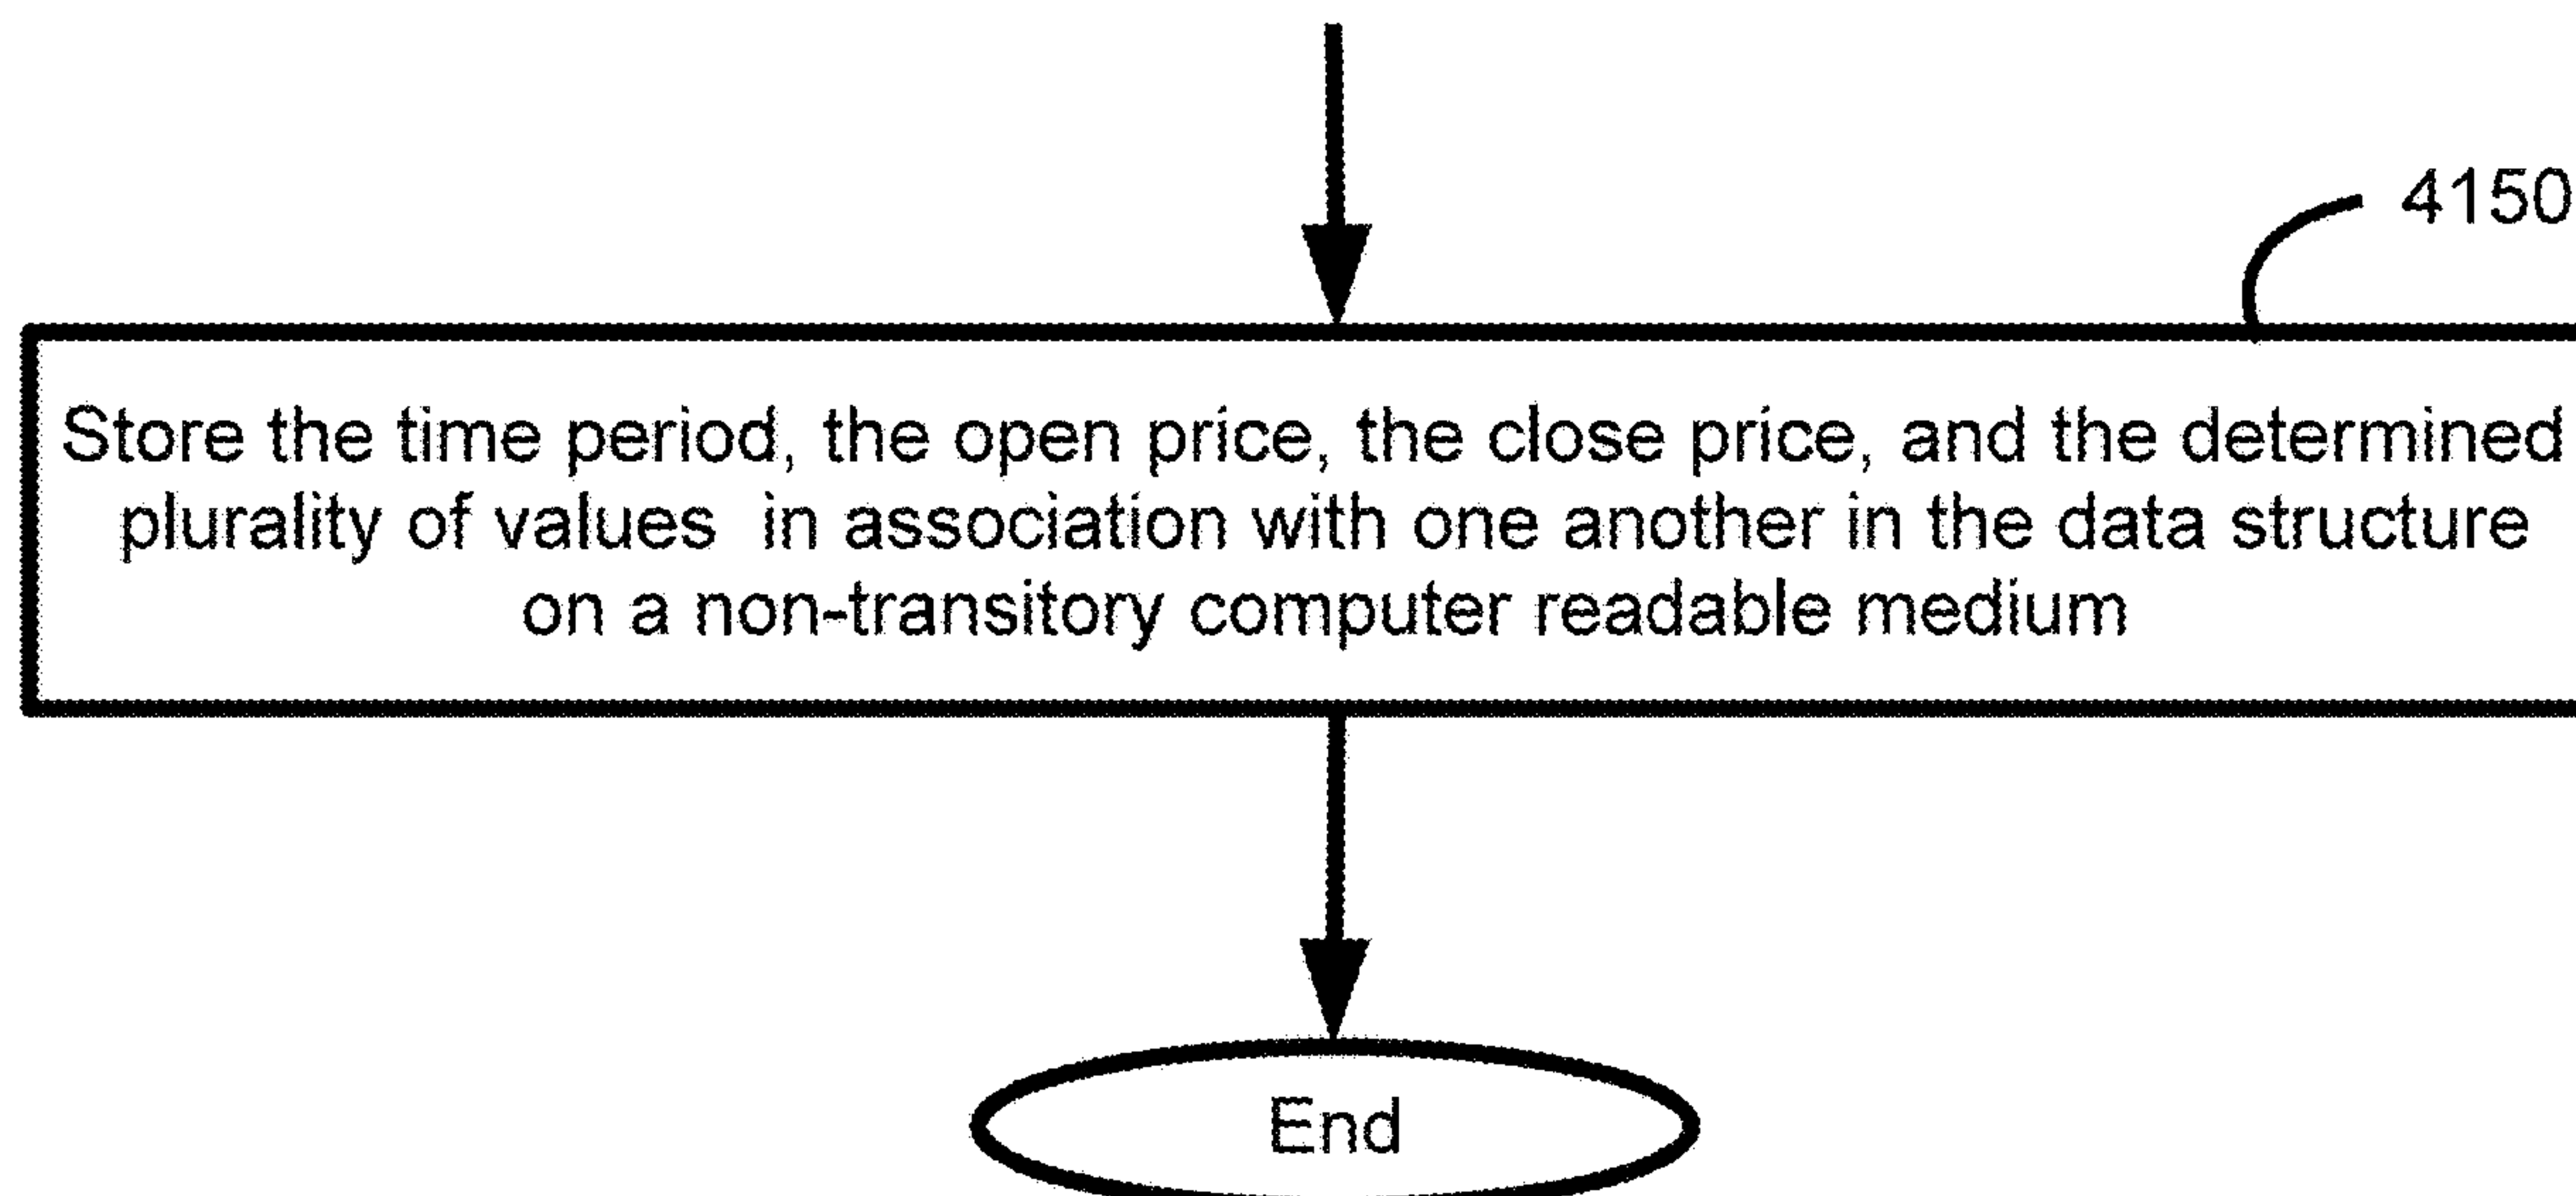 4150
Store the time period, the open price, the close price, and the determined
plurality of values in association with one another in the data structure
on a non-transitory computer readable medium
End